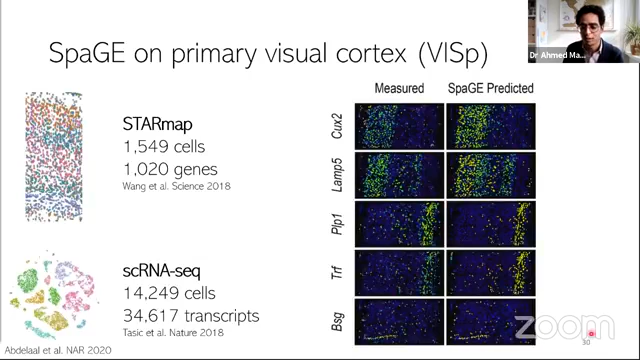 SpaGE on primary visual cortex (VISp)
Dr Ahmed Ma...
Measured
SpaGE Predicted
STARmap
1,549 cells
1,020 genes
Wang et al. Science 2018
Cux2
Lamp5
Plp1
Trf
Bsg
scRNA-seq
14,249 cells
34,617 transcripts
Tasic et al. Nature 2018
Abdelaal et al. NAR 2020
zoom
30